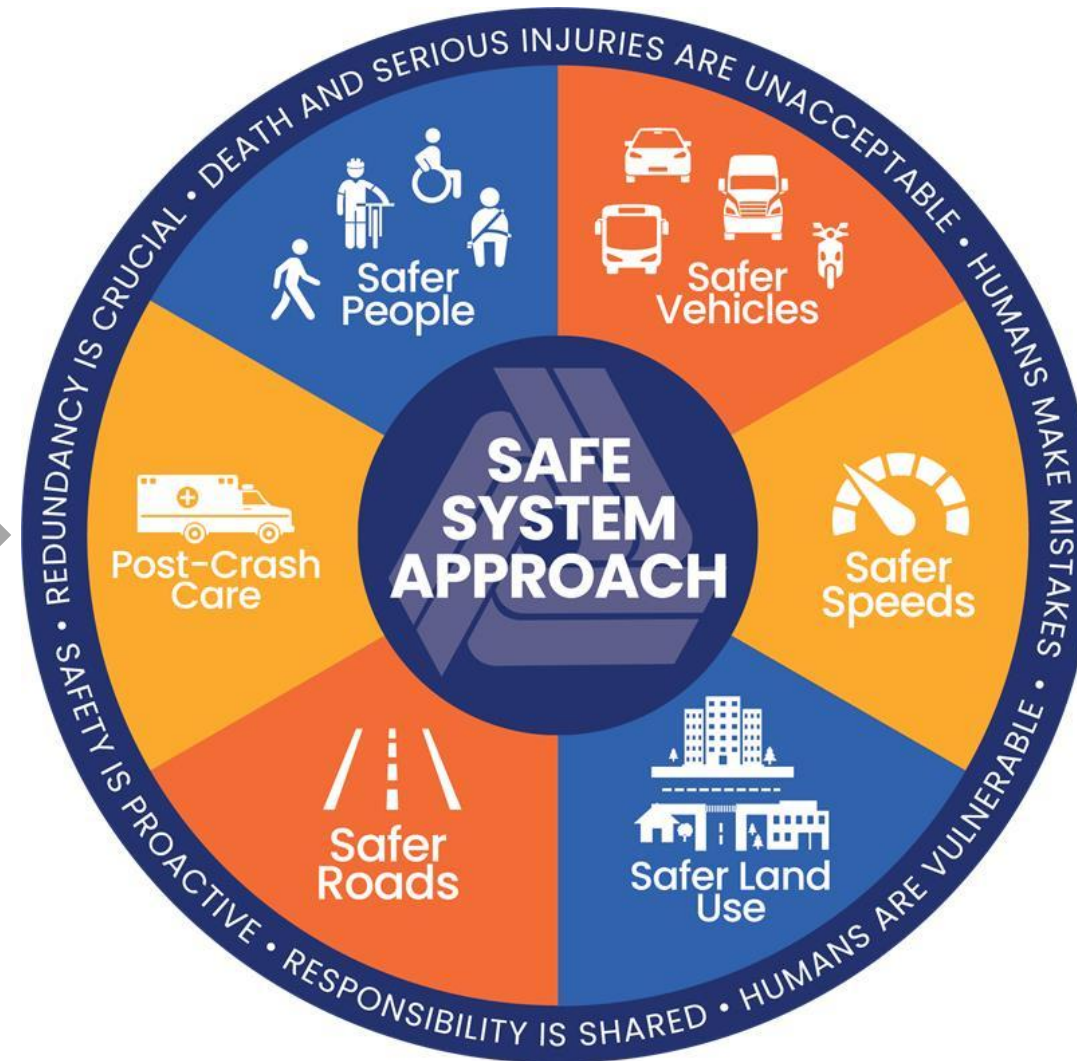 DEATH AND SERIOUS INJURIES ARE UNACCEPTABLE • HUMANS MAKE MISTAKES • HUMANS ARE VULNERABLE • RESPONSIBILITY IS SHARED • SAFETY IS PROACTIVE • REDUNDANCY IS CRUCIAL •
Safer
People
Safer
Vehicles
SAFE
SYSTEM
APPROACH
Post-Crash
Care
Safer
Speeds
Safer
Roads
Safer Land
Use